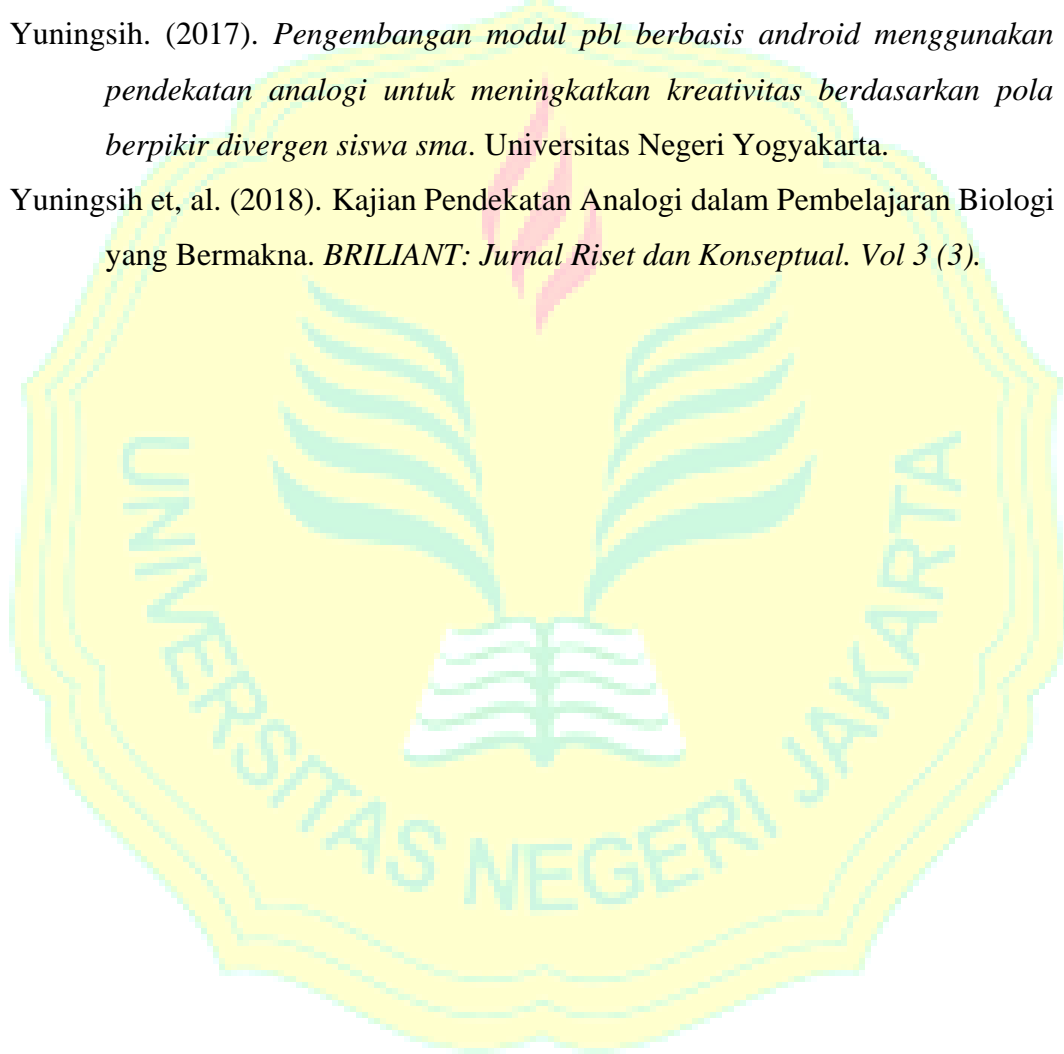 Yuningsih. (2017). Pengembangan modul pbl berbasis android menggunakan
pendekatan analogi untuk meningkatkan kreativitas berdasarkan pola
berpikir divergen siswa sma. Universitas Negeri Yogyakarta.
Yuningsih et, al. (2018). Kajian Pendekatan Analogi dalam Pembelajaran Biologi
yang Bermakna. BRILIANT: Jurnal Riset dan Konseptual. Vol 3 (3).
UNIVERSITAS NEGERI JAKARTA